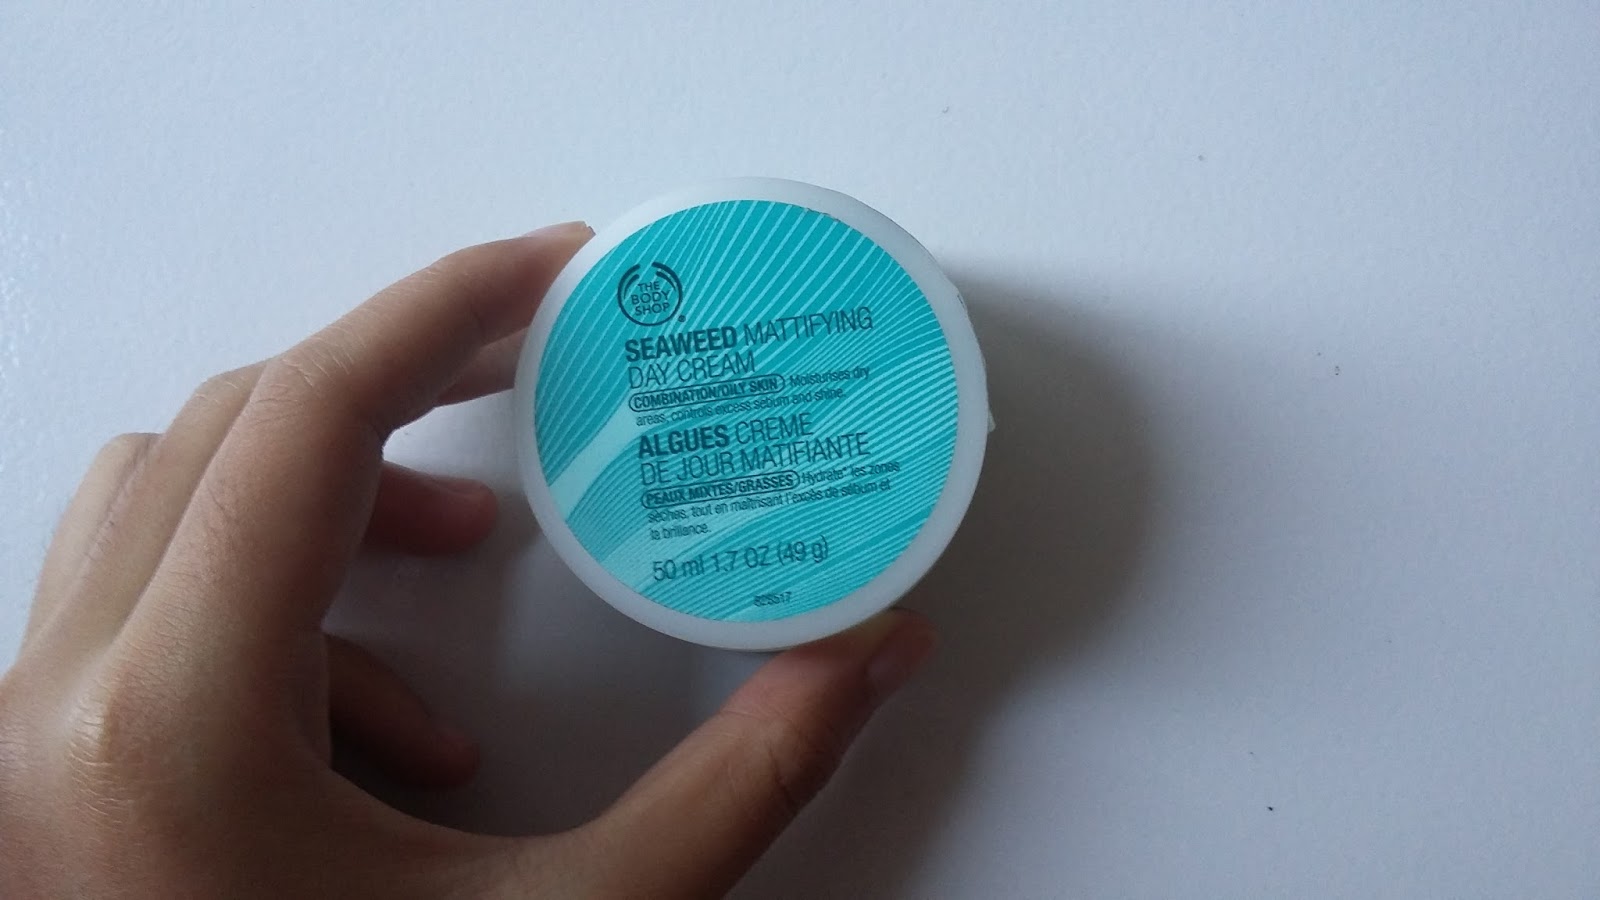 THE
BODY
SHOP
®
SEAWEED MATTIFYING
DAY CREAM
COMBINATION/OILY SKIN Moisturises dry
areas, controls excess sebum and shine.
ALGUES CREME
DE JOUR MATIFIANTE
PEAUX MIXTES/GRASSES Hydrate* les zones
sèches, tout en maîtrisant l'excès de sébum et
la brillance.
50 ml 1.7 OZ (49 g)